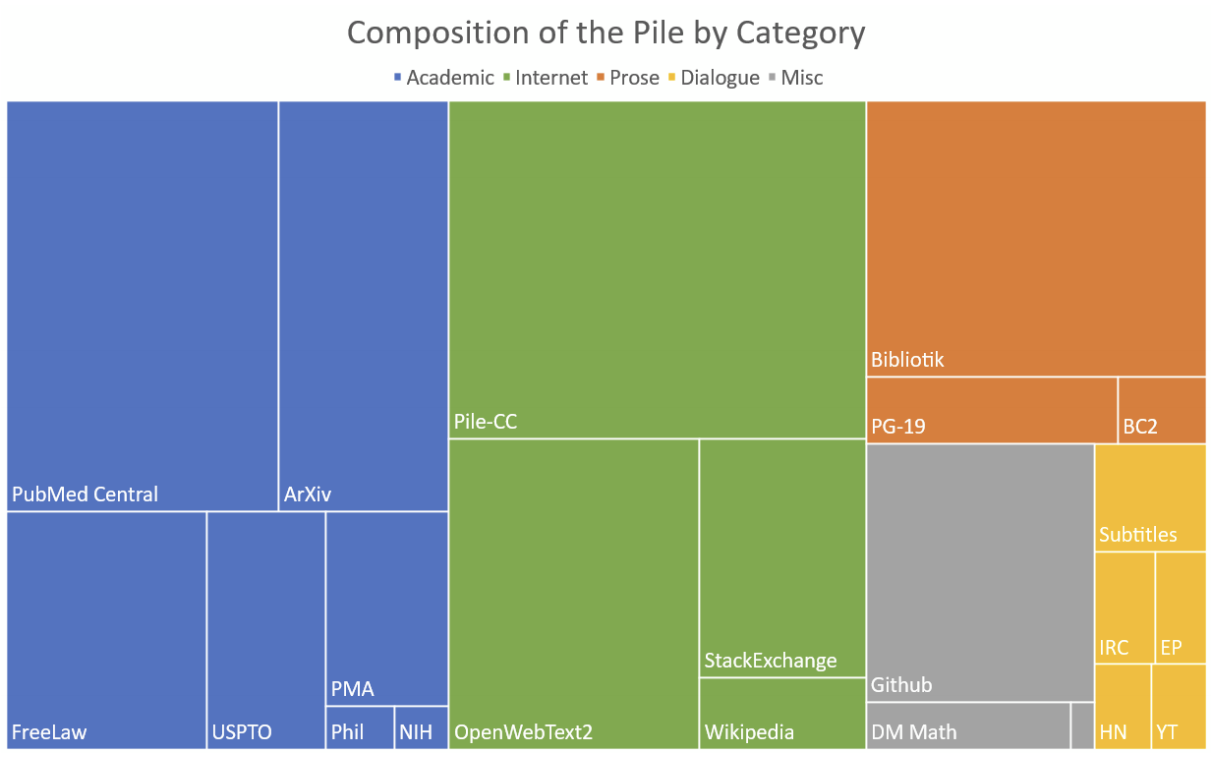 Composition of the Pile by Category
Academic Internet Prose Dialogue Misc
PubMed Central
ArXiv
FreeLaw
USPTO
PMA
Phil
NIH
Pile-CC
OpenWebText2
StackExchange
Wikipedia
Bibliotik
PG-19
BC2
Github
DM Math
Subtitles
IRC
EP
HN
YT